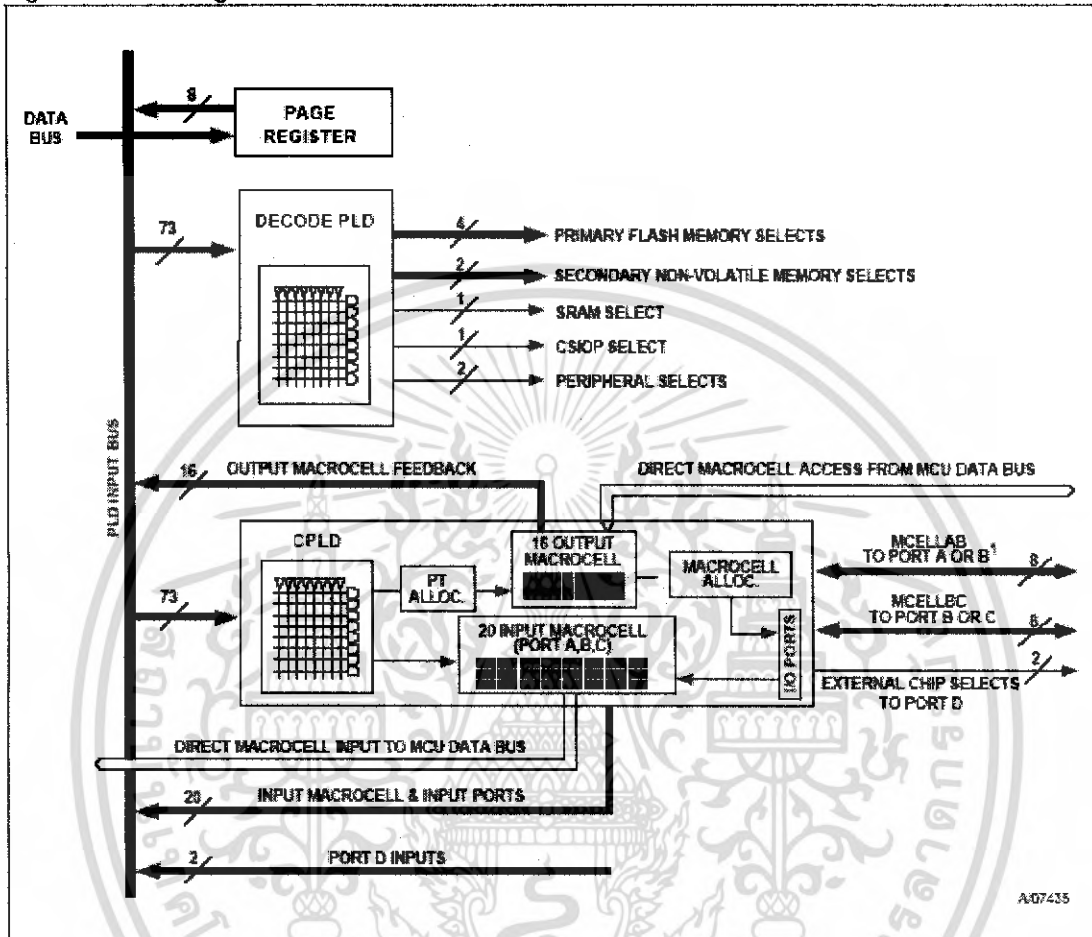 8
DATA
BUS
PAGE
REGISTER
DECODE PLD
73
4
PRIMARY FLASH MEMORY SELECTS
2
SECONDARY NON-VOLATILE MEMORY SELECTS
1
SRAM SELECT
1
CSIOP SELECT
2
PERIPHERAL SELECTS
PLD INPUT BUS
16
OUTPUT MACROCELL FEEDBACK
DIRECT MACROCELL ACCESS FROM MCU DATA BUS
CPLD
73
PT
ALLOC.
16 OUTPUT
MACROCELL
MACROCELL
ALLOC.
20 INPUT MACROCELL
(PORT A,B,C)
I/O PORTS
MCELLAB
TO PORT A OR B 1
8
MCELLBC
TO PORT B OR C
8
2
EXTERNAL CHIP SELECTS
TO PORT D
DIRECT MACROCELL INPUT TO MCU DATA BUS
20
INPUT MACROCELL & INPUT PORTS
2
PORT D INPUTS
AI07435